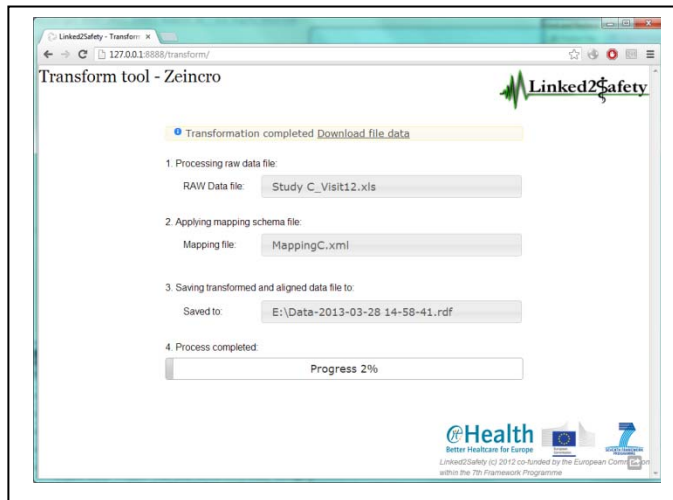 Linked2Safety - Transform
127.0.0.1:8888/transform/
Transform tool - Zeincro
Linked2Safety
Transformation completed Download file data
1. Processing raw data file:
RAW Data file:
Study C_Visit12.xls
2. Applying mapping schema file:
Mapping file:
MappingC.xml
3. Saving transformed and aligned data file to:
Saved to:
E:\Data-2013-03-28 14-58-41.rdf
4. Process completed:
Progress 2%
eHealth
Better Healtcare for Europe
SEVENTH FRAMEWORK
PROGRAMME
Linked2Safety (c) 2012 co-funded by the European Commission
within the 7th Framework Programme